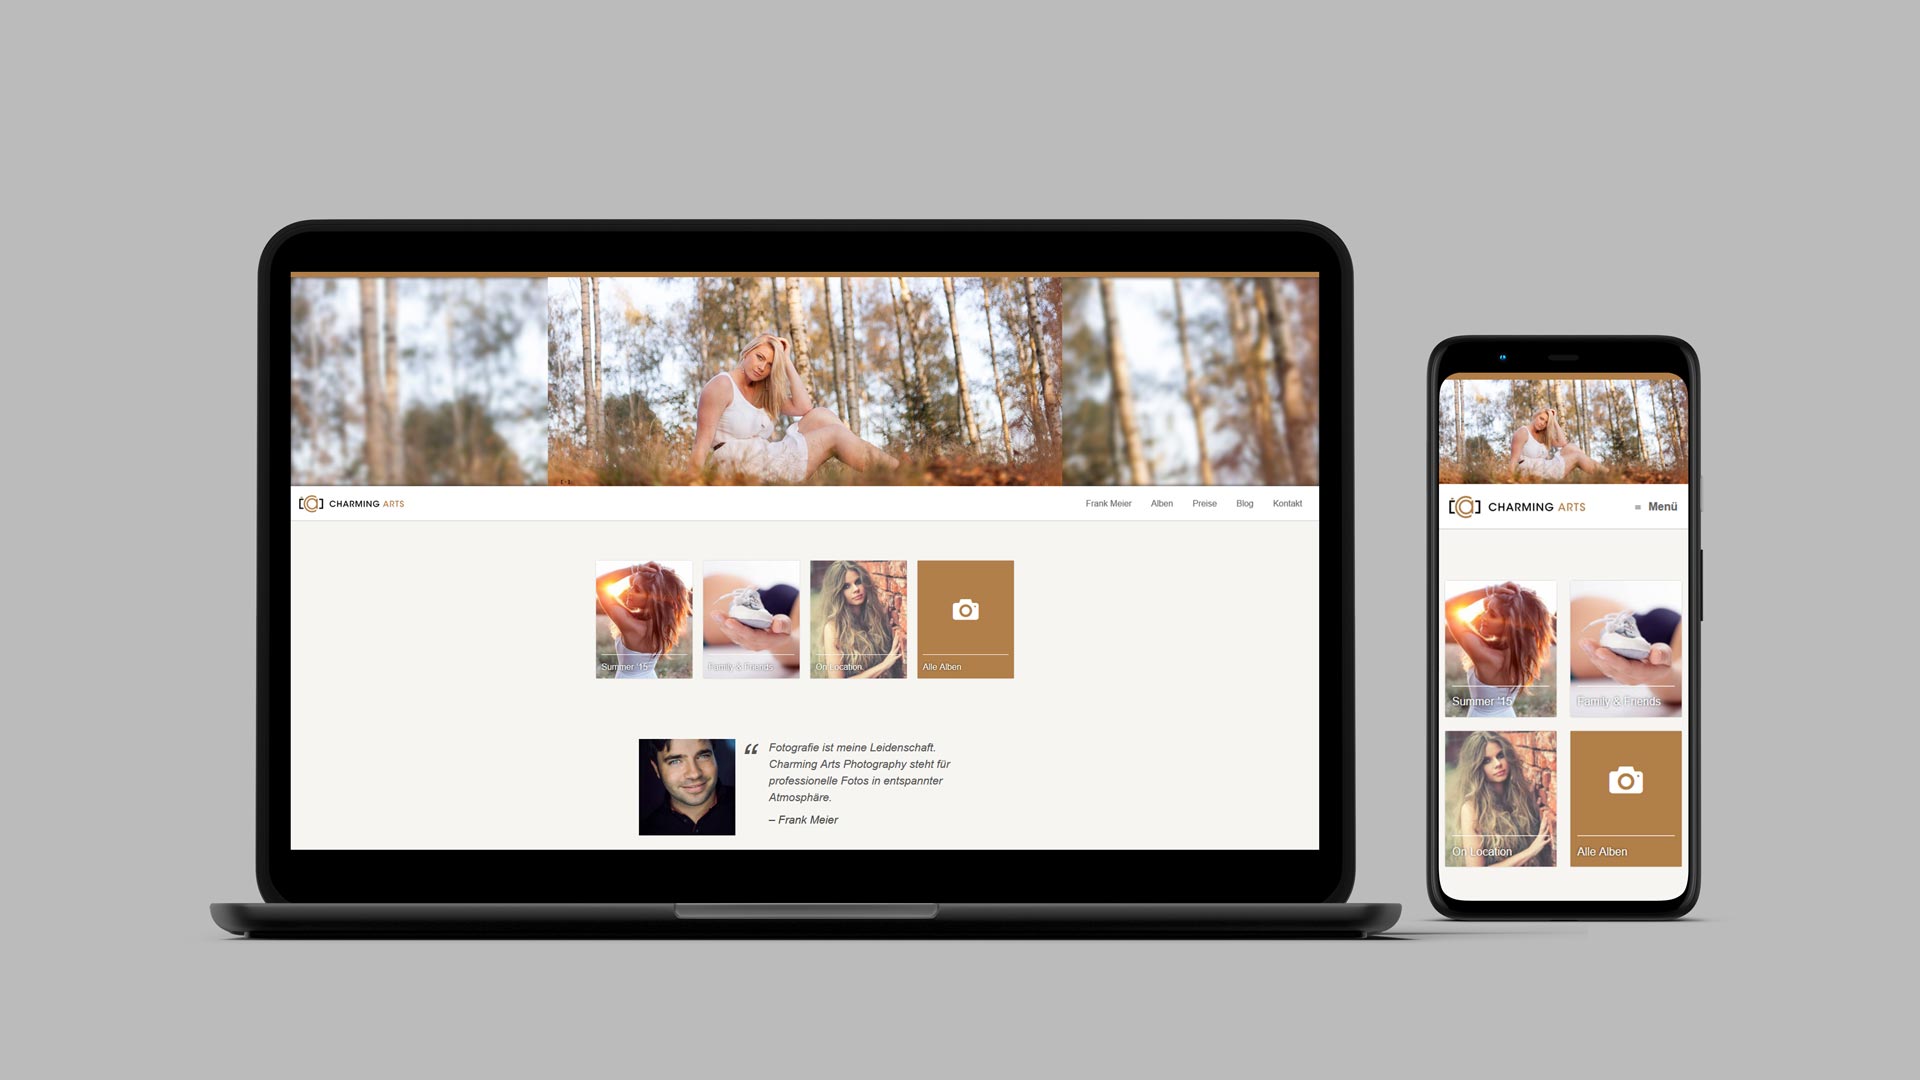 CHARMING ARTS
Frank Meier Alben Preise Blog Kontakt
Summer '15
Family & Friends
On Location
Alle Alben
“ Fotografie ist meine Leidenschaft.
Charming Arts Photography steht für
professionelle Fotos in entspannter
Atmosphäre.
– Frank Meier
CHARMING ARTS
≡ Menü
Summer '15
Family & Friends
On Location
Alle Alben